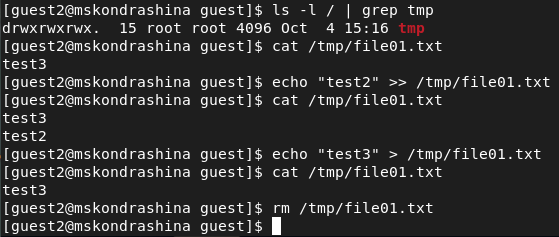 [guest2@mskondrashina guest]$ ls -l / | grep tmp
drwxrwxrwx.  15 root root 4096 Oct  4 15:16 tmp
[guest2@mskondrashina guest]$ cat /tmp/file01.txt
test3
[guest2@mskondrashina guest]$ echo "test2" >> /tmp/file01.txt
[guest2@mskondrashina guest]$ cat /tmp/file01.txt
test3
test2
[guest2@mskondrashina guest]$ echo "test3" > /tmp/file01.txt
[guest2@mskondrashina guest]$ cat /tmp/file01.txt
test3
[guest2@mskondrashina guest]$ rm /tmp/file01.txt
[guest2@mskondrashina guest]$